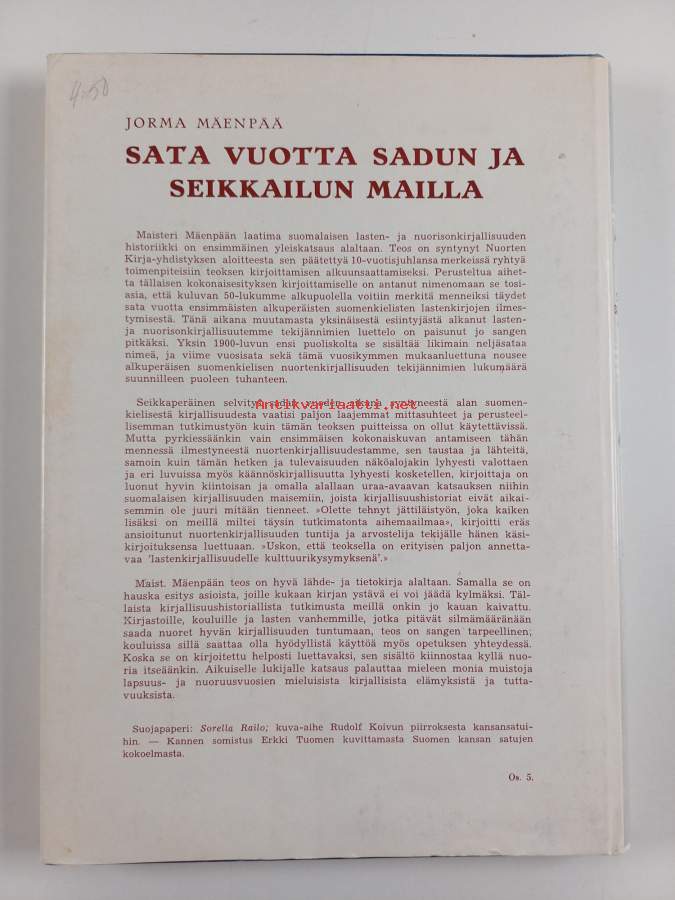 4:50
JORMA MÄENPÄÄ
SATA VUOTTA SADUN JA
SEIKKAILUN MAILLA
Maisteri Mäenpään laatima suomalaisen lasten- ja nuorisonkirjallisuuden
historiikki on ensimmäinen yleiskatsaus alaltaan. Teos on syntynyt Nuorten
Kirja-yhdistyksen aloitteesta sen päätettyä 10-vuotisjuhlansa merkeissä ryhtyä
toimenpiteisiin teoksen kirjoittamisen aikuunsaattamiseksi. Perusteltua aihet-
ta tällaisen kokonaisesityksen kirjoittamiselle on antanut nimenomaan se tosi-
asia, että kuluvan 50-lukumme alkupuolella voitiin merkitä menneiksi täydet
sata vuotta ensimmäisten alkuperäisten suomenkielisten lastenkirjojen ilmes-
tymisestä. Tänä aikana muutamasta yksinäisestä esiintyjästä alkanut lasten-
ja nuorisonkirjallisuutemme tekijännimien luettelo on paisunut jo sangen
pitkäksi. Yksin 1900-luvun ensi puoliskolta se sisältää likimain neljäsataa
nimeä, ja viime vuosisata sekä tämä vuosikymmen mukaanluettuna nousee
alkuperäisen suomenkielisen nuortenkirjallisuuden tekijännimien lukumäärä
suunnilleen puoleen tuhanteen.
Seikkaperäinen selvitys sadan vuoden aikana syntyneestä alan suomen-
Antikvariaatti.net
kielisestä kirjallisuudesta vaatisi paljon laajemmat mittasuhteet ja perusteel-
lisemman tutkimustyön kuin tämän teoksen puitteissa on ollut käytettävissä.
Mutta pyrkiessäänkin vain ensimmäisen kokonaiskuvan antamiseen tähän
mennessä ilmestyneestä nuortenkirjallisuudestamme, sen taustaa ja lähteitä,
samoin kuin tämän hetken ja tulevaisuuden näköalojakin lyhyesti valottaen
ja eri luvuissa myös käännöskirjallisuutta lyhyesti kosketellen, kirjoittaja on
luonut hyvin kiintoisan ja omalla alallaan uraa-avaavan katsauksen niihin
suomalaisen kirjallisuuden maisemiin, joista kirjallisuushistoriat eivät aikai-
semmin ole juuri mitään tienneet. »Olette tehnyt jättiläistyön, joka kaiken
lisäksi on meillä miltei täysin tutkimatonta aihemaailmaa», kirjoitti eräs
ansioitunut nuortenkirjallisuuden tuntija ja arvostelija tekijälle hänen käsi-
kirjoituksensa luettuaan. »Uskon, että teoksella on erityisen paljon annetta-
vaa 'lastenkirjallisuudelle kulttuurikysymyksenä'.»
Maist. Mäenpään teos on hyvä lähde- ja tietokirja alaltaan. Samalla se on
hauska esitys asioista, joille kukaan kirjan ystävä ei voi jäädä kylmäksi. Täl-
laista kirjallisuushistoriallista tutkimusta meillä onkin jo kauan kaivattu.
Kirjastoille, kouluille ja lasten vanhemmille, jotka pitävät silmämääränään
saada nuoret hyvän kirjallisuuden tuntumaan, teos on sangen tarpeellinen;
kouluissa sillä saattaa olla hyödyllistä käyttöä myös opetuksen yhteydessä.
Koska se on kirjoitettu helposti luettavaksi, sen sisältö kiinnostaa kyllä nuo-
ria itseäänkin. Aikuiselle lukijalle katsaus palauttaa mieleen monia muistoja
lapsuus- ja nuoruusvuosien mieluisista kirjallisista elämyksistä ja tutta-
vuuksista.
Suojapaperi: Sorella Railo; kuva-aihe Rudolf Koivun piirroksesta kansansatui-
hin. — Kannen somistus Erkki Tuomen kuvittamasta Suomen kansan satujen
kokoelmasta.
Os. 5.